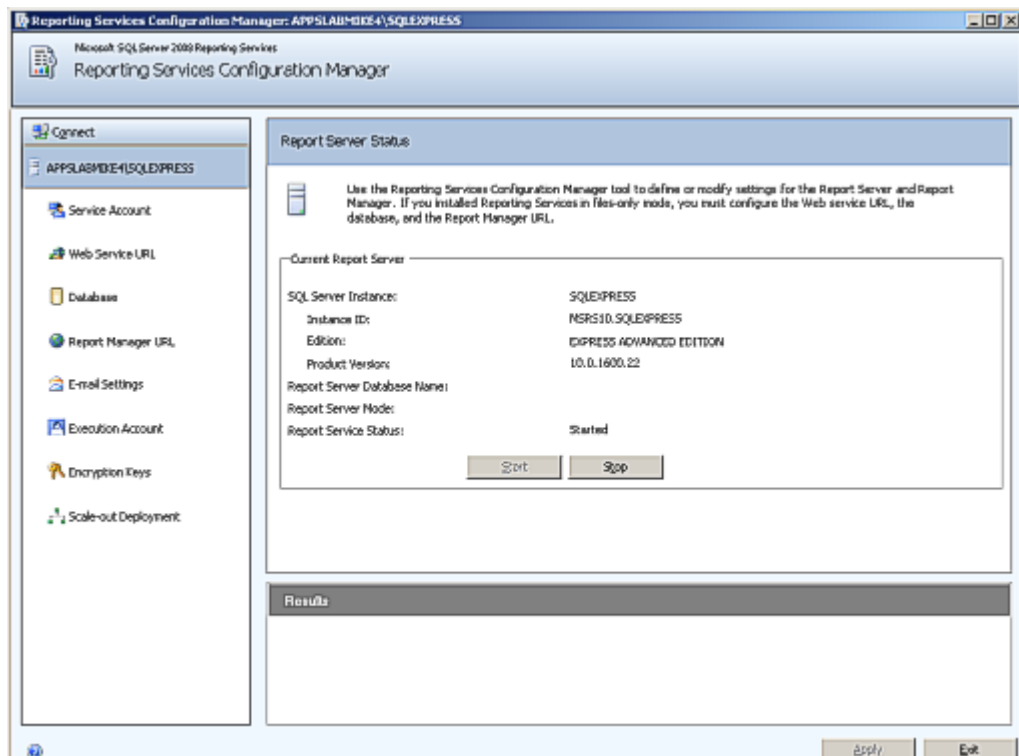 Reporting Services Configuration Manager: APPSLABMIKE4\SQLEXPRESS
Microsoft SQL Server 2008 Reporting Services
Reporting Services Configuration Manager
Connect
APPSLABMIKE4\SQLEXPRESS
Service Account
Web Service URL
Database
Report Manager URL
E-mail Settings
Execution Account
Encryption Keys
Scale-out Deployment
Report Server Status
Use the Reporting Services Configuration Manager tool to define or modify settings for the Report Server and Report
Manager. If you installed Reporting Services in files-only mode, you must configure the Web service URL, the
database, and the Report Manager URL.
Current Report Server
SQL Server Instance: SQLEXPRESS
Instance ID: MSRS10.SQLEXPRESS
Edition: EXPRESS ADVANCED EDITION
Product Version: 10.0.1600.22
Report Server Database Name:
Report Server Mode:
Report Service Status: Started
Start Stop
Results
Apply Exit